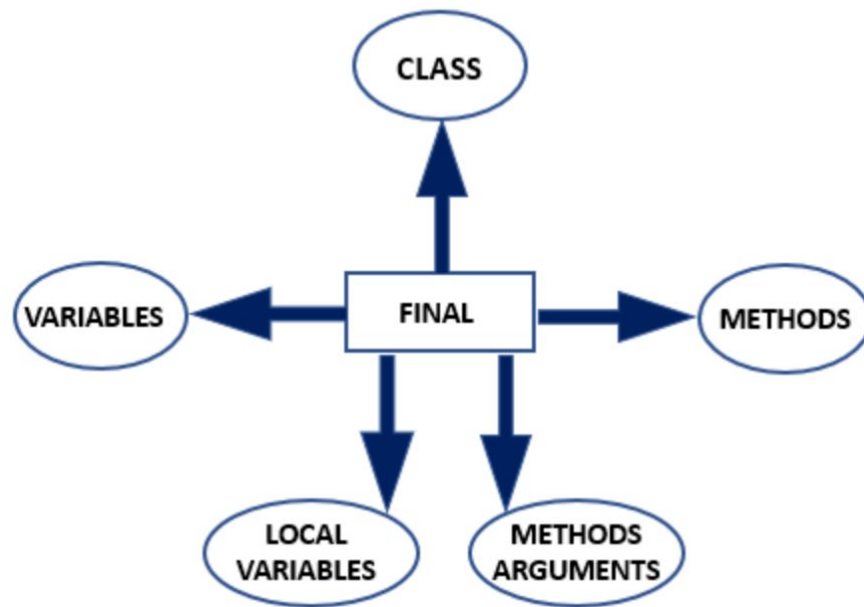 CLASS
VARIABLES
FINAL
METHODS
LOCAL
VARIABLES
METHODS
ARGUMENTS